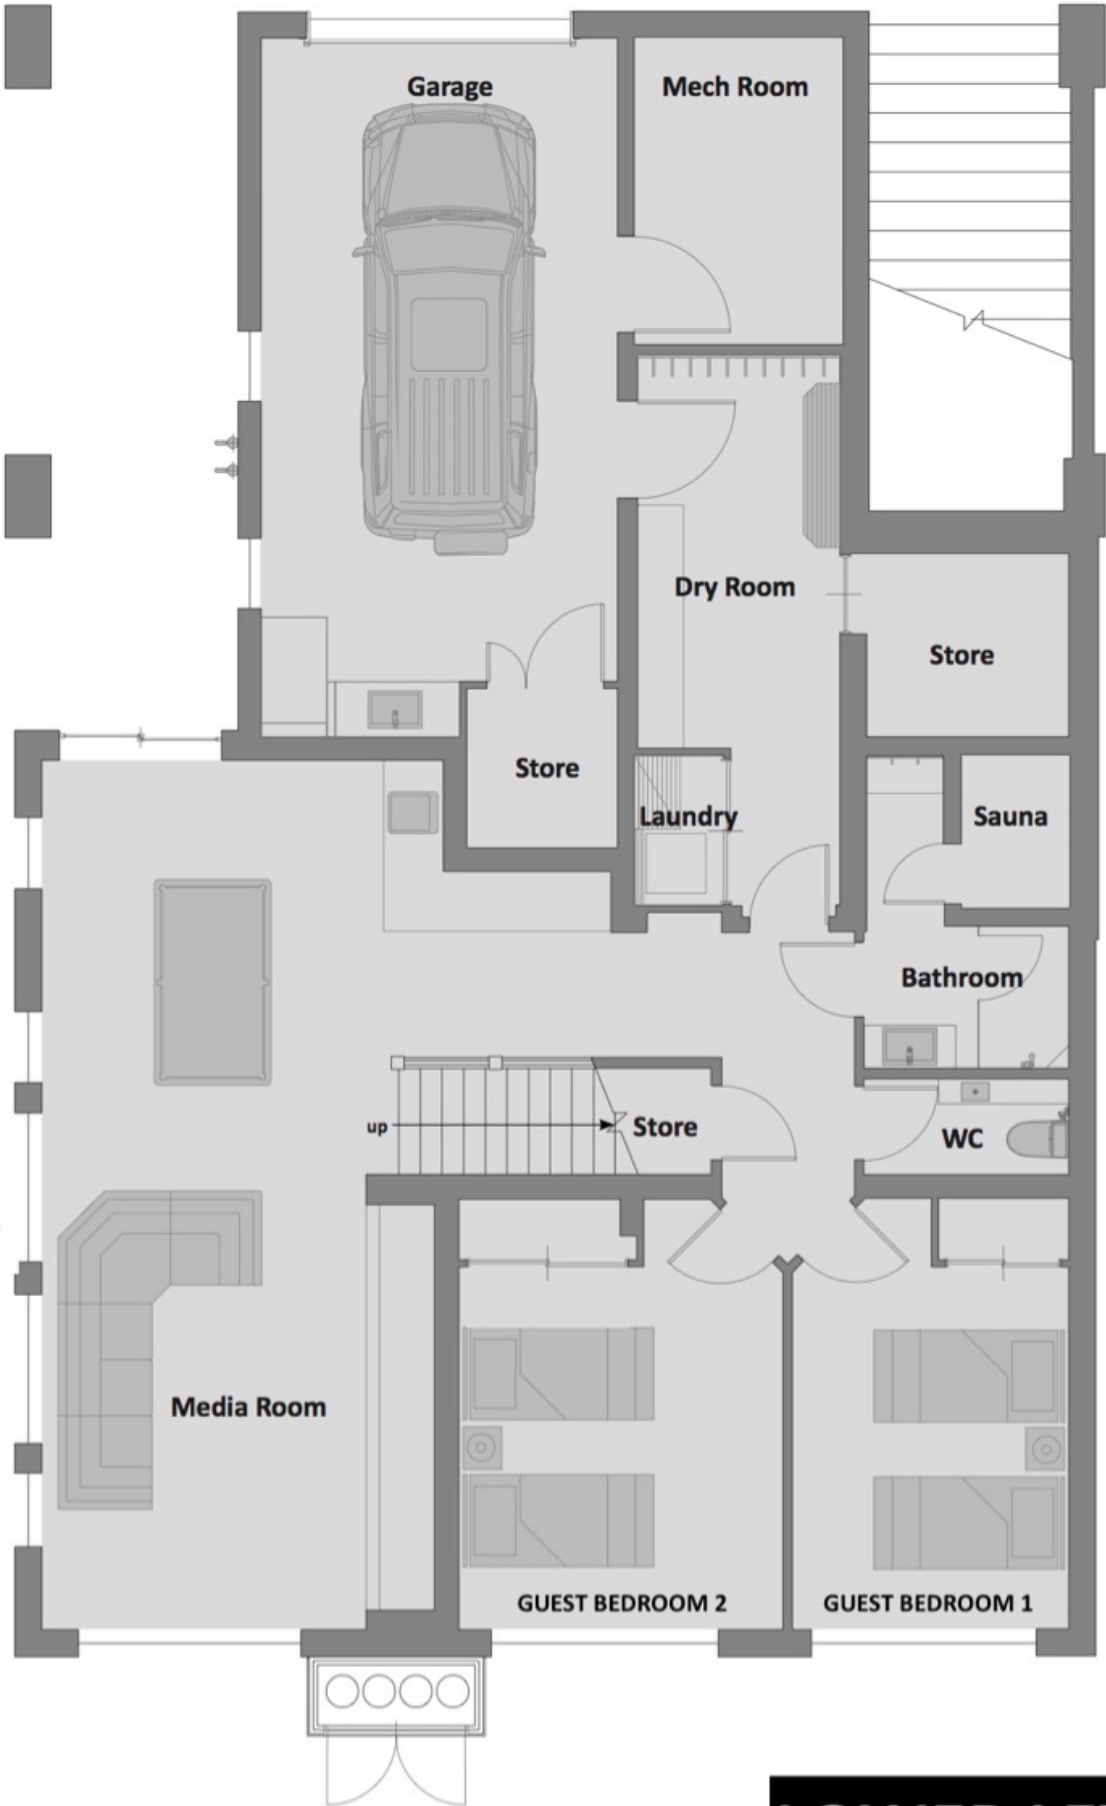 Garage
Mech Room
Dry Room
Store
Store
Laundry
Sauna
Bathroom
up
Store
WC
Media Room
GUEST BEDROOM 2
GUEST BEDROOM 1